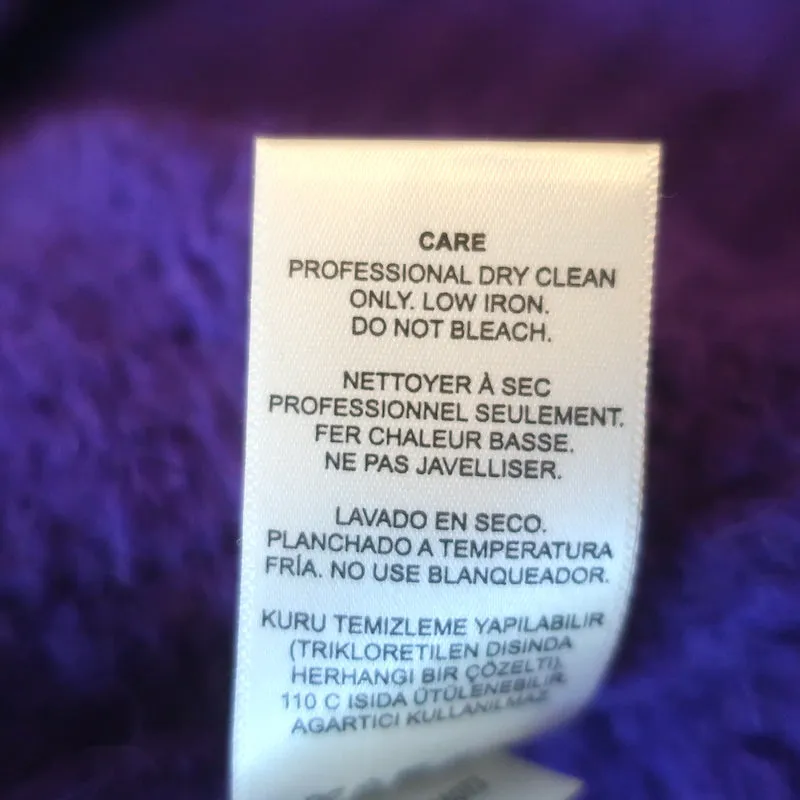 CARE
PROFESSIONAL DRY CLEAN
ONLY. LOW IRON.
DO NOT BLEACH.
NETTOYER À SEC
PROFESSIONNEL SEULEMENT.
FER CHALEUR BASSE.
NE PAS JAVELLISER.
LAVADO EN SECO.
PLANCHADO A TEMPERATURA
FRÍA. NO USE BLANQUEADOR.
KURU TEMIZLEME YAPILABILIR
(TRIKLORETILEN DISINDA
HERHANGI BIR ÇÖZELTI).
110 C ISIDA ÜTÜLENEBILIR.
AGARTICI KULLANILMAZ